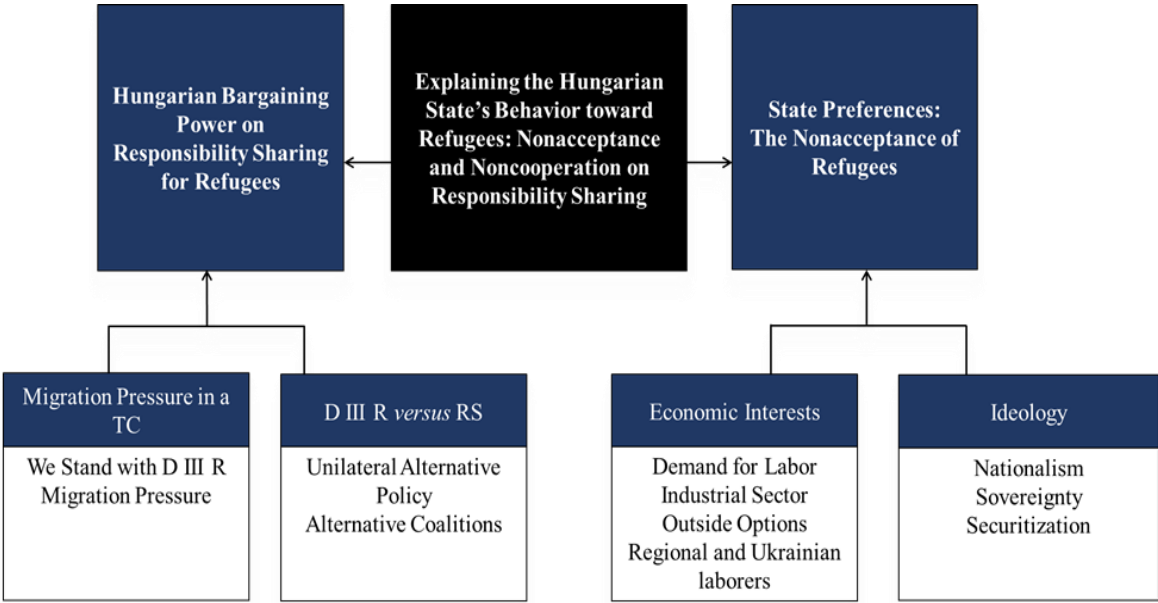 Hungarian Bargaining
Power on
Responsibility Sharing
for Refugees
Explaining the Hungarian
State's Behavior toward
Refugees: Nonacceptance
and Noncooperation on
Responsibility Sharing
State Preferences:
The Nonacceptance of
Refugees
Migration Pressure in a
TC
We Stand with D III R
Migration Pressure
D III R versus RS
Unilateral Alternative
Policy
Alternative Coalitions
Economic Interests
Demand for Labor
Industrial Sector
Outside Options
Regional and Ukrainian
laborers
Ideology
Nationalism
Sovereignty
Securitization